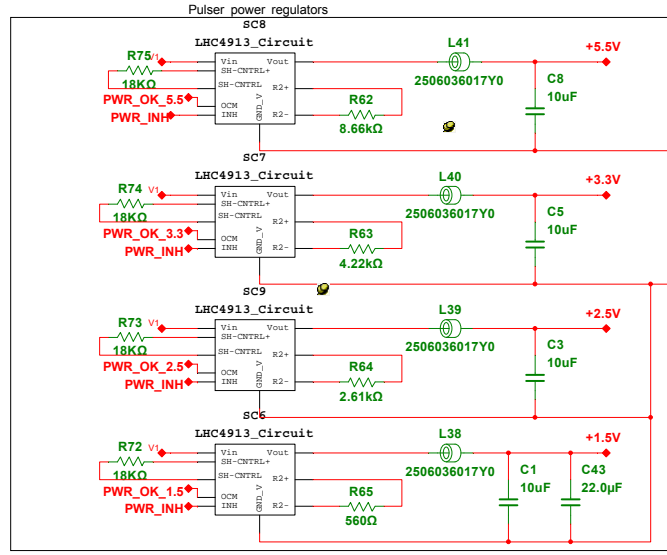 Pulser power regulators
SC8
LHC4913_Circuit
R75
V1
18KΩ
Vin
SH-CNTRL+
SH-CNTRL
OCM
INH
Vout
R2+
R2-
GND_V
PWR_OK_5.5
PWR_INH
R62
8.66kΩ
L41
2506036017Y0
+5.5V
C8
10uF
SC7
LHC4913_Circuit
R74
V1
18KΩ
Vin
SH-CNTRL+
SH-CNTRL
OCM
INH
Vout
R2+
R2-
GND_V
PWR_OK_3.3
PWR_INH
R63
4.22kΩ
L40
2506036017Y0
+3.3V
C5
10uF
SC9
LHC4913_Circuit
R73
V1
18KΩ
Vin
SH-CNTRL+
SH-CNTRL
OCM
INH
Vout
R2+
R2-
GND_V
PWR_OK_2.5
PWR_INH
R64
2.61kΩ
L39
2506036017Y0
+2.5V
C3
10uF
SC6
LHC4913_Circuit
R72
V1
18KΩ
Vin
SH-CNTRL+
SH-CNTRL
OCM
INH
Vout
R2+
R2-
GND_V
PWR_OK_1.5
PWR_INH
R65
560Ω
L38
2506036017Y0
+1.5V
C1
10uF
C43
22.0µF